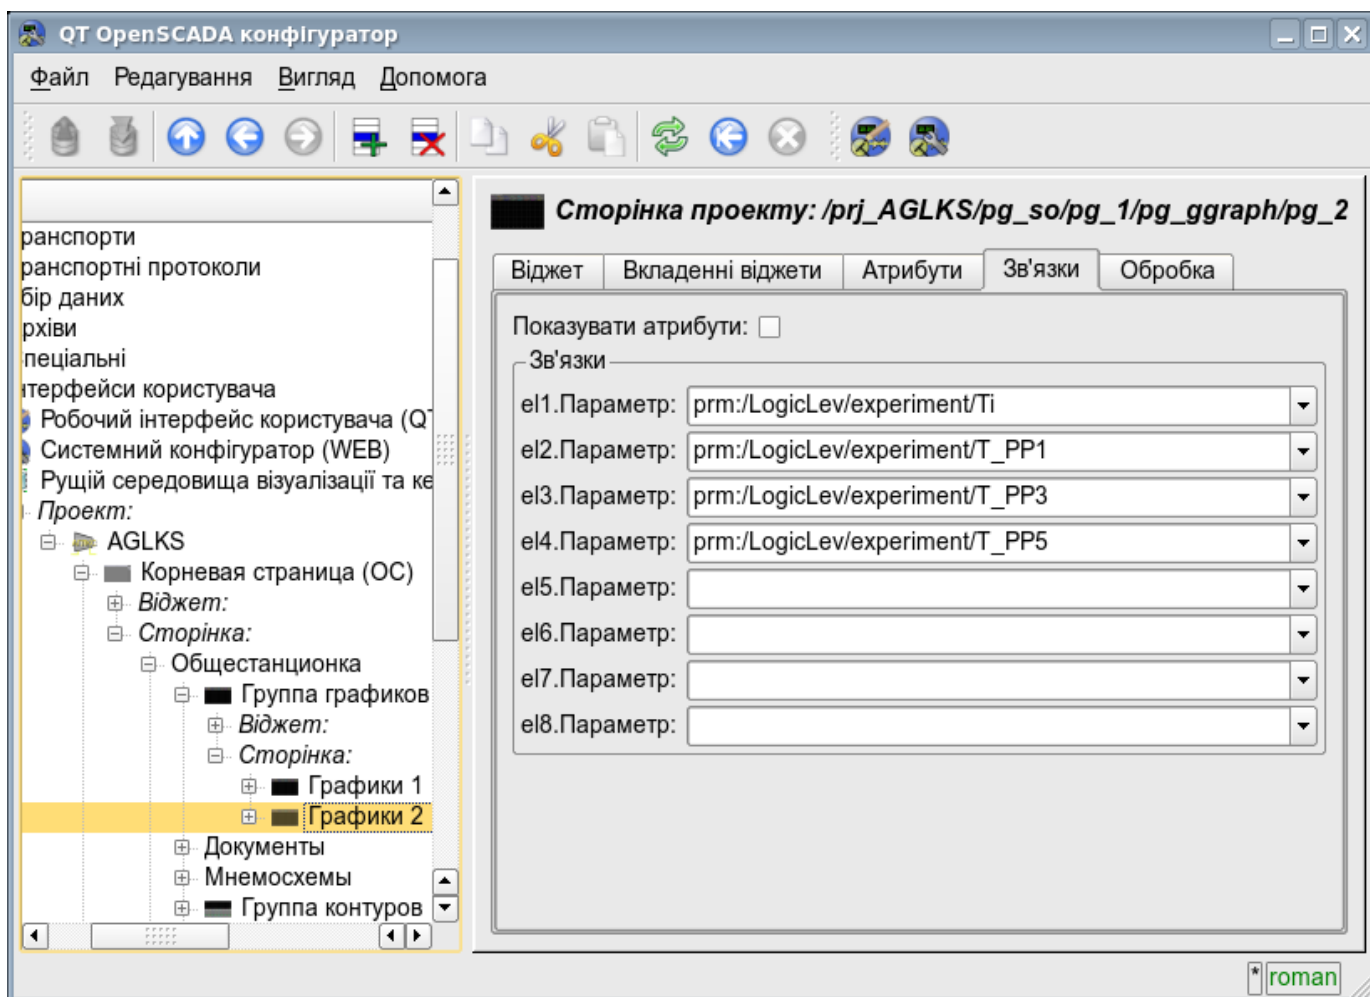 QT OpenSCADA конфігуратор
Файл Редагування Вигляд Допомога
ранспорти
ранспортні протоколи
бір даних
рхіви
пеціальні
нтерфейси користувача
Робочий інтерфейс користувача (QT
Системний конфігуратор (WEB)
Рущій середовища візуалізації та ке
Проект:
AGLKS
Корневая страница (ОС)
Віджет:
Сторінка:
Общестанционка
Группа графиков
Віджет:
Сторінка:
Графики 1
Графики 2
Документы
Мнемосхемы
Группа контуров
Сторінка проекту: /prj_AGLKS/pg_so/pg_1/pg_ggraph/pg_2
Віджет Вкладенні віджети Атрибути Зв'язки Обробка
Показувати атрибути:
Зв'язки
el1.Параметр: prm:/LogicLev/experiment/Ti
el2.Параметр: prm:/LogicLev/experiment/T_PP1
el3.Параметр: prm:/LogicLev/experiment/T_PP3
el4.Параметр: prm:/LogicLev/experiment/T_PP5
el5.Параметр:
el6.Параметр:
el7.Параметр:
el8.Параметр:
* roman